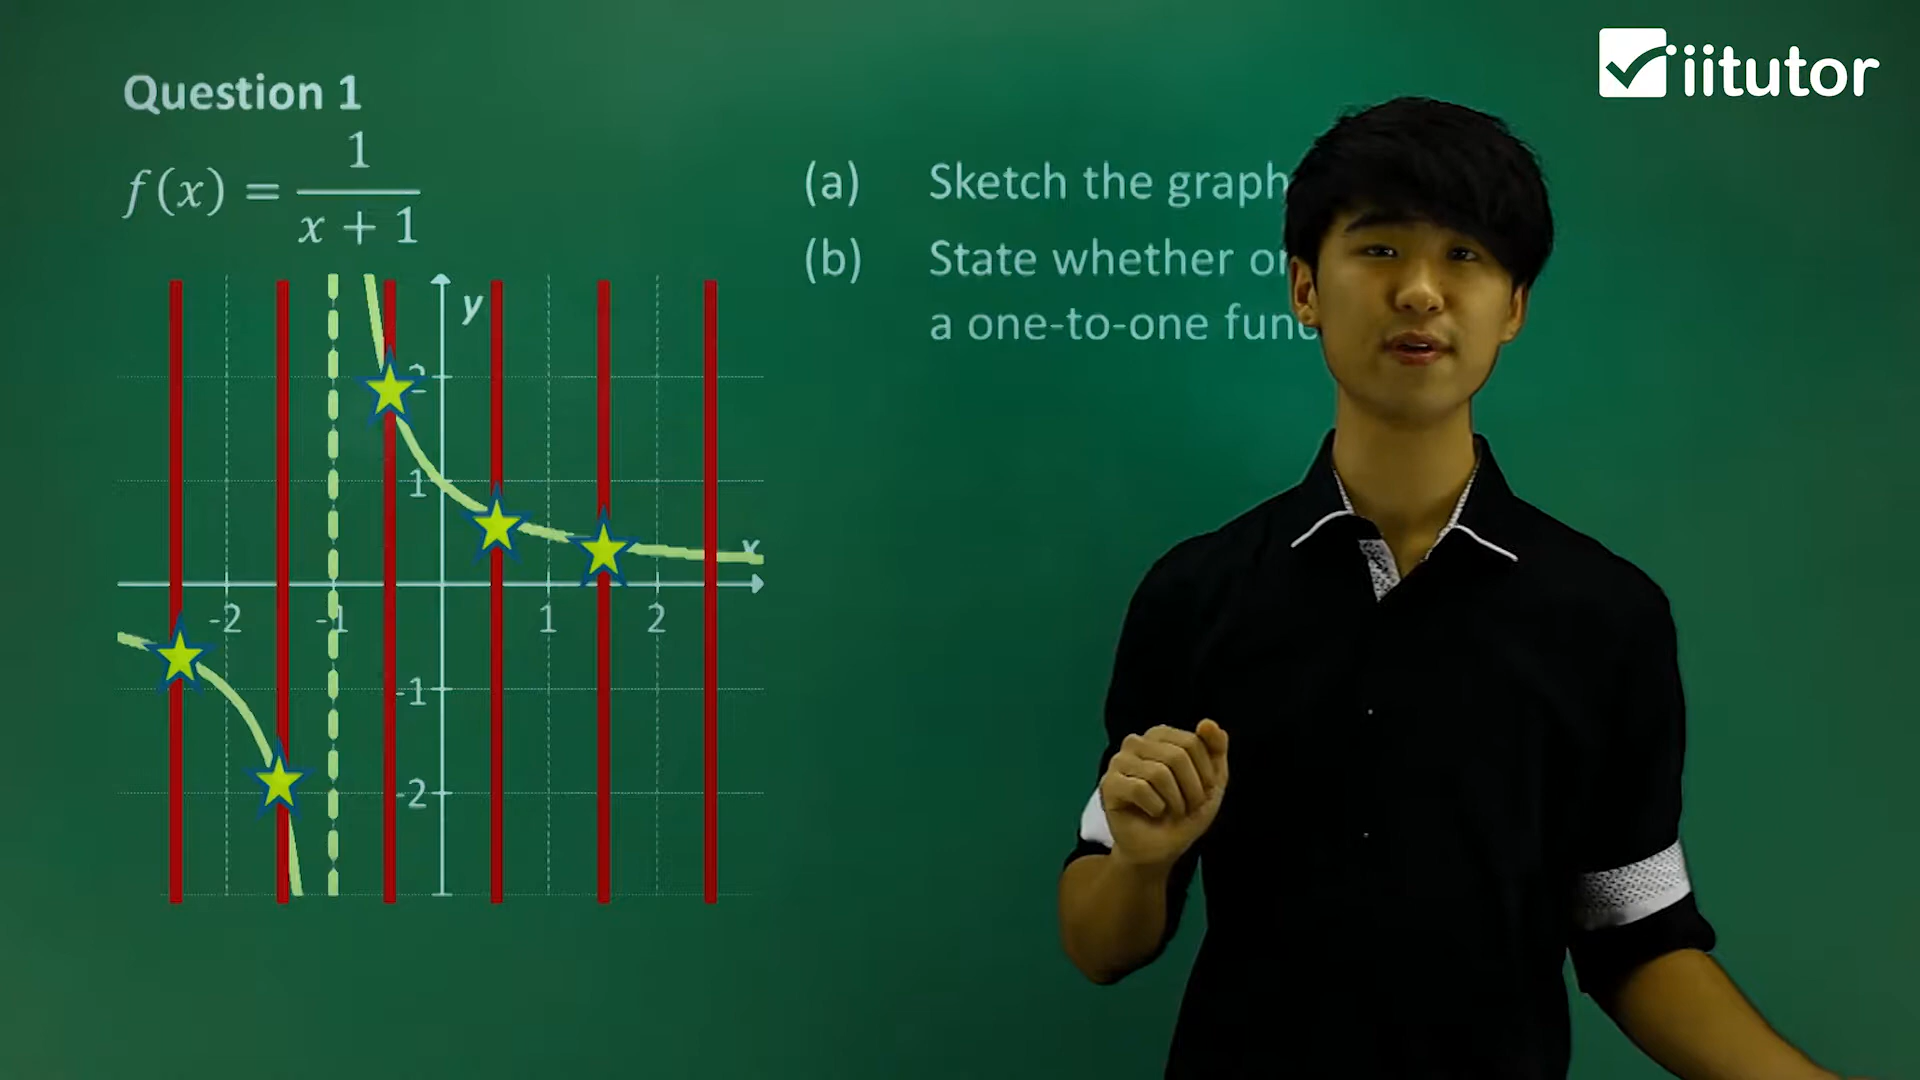 iitutor
Question 1
f(x) = 1 / x + 1
(a) Sketch the graph
(b) State whether or
a one-to-one func
y
2
1
x
-2 -1 1 2
-1
-2